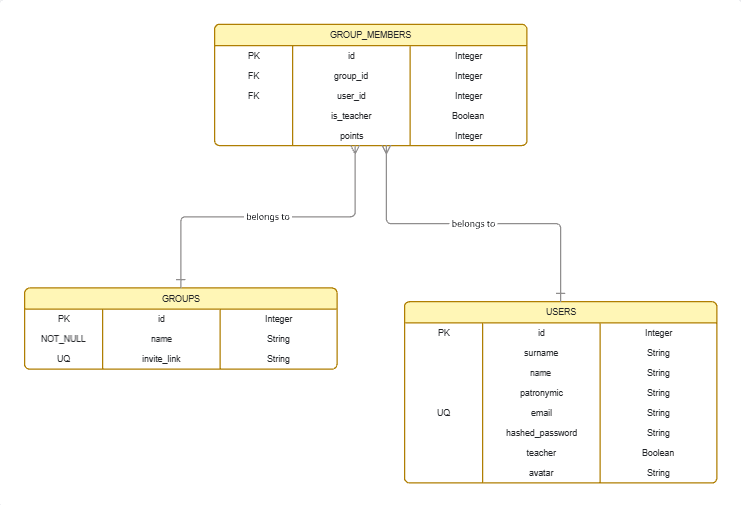 GROUP_MEMBERS
PK id Integer
FK group_id Integer
FK user_id Integer
is_teacher Boolean
points Integer
belongs to
belongs to
GROUPS
PK id Integer
NOT_NULL name String
UQ invite_link String
USERS
PK id Integer
surname String
name String
patronymic String
UQ email String
hashed_password String
teacher Boolean
avatar String